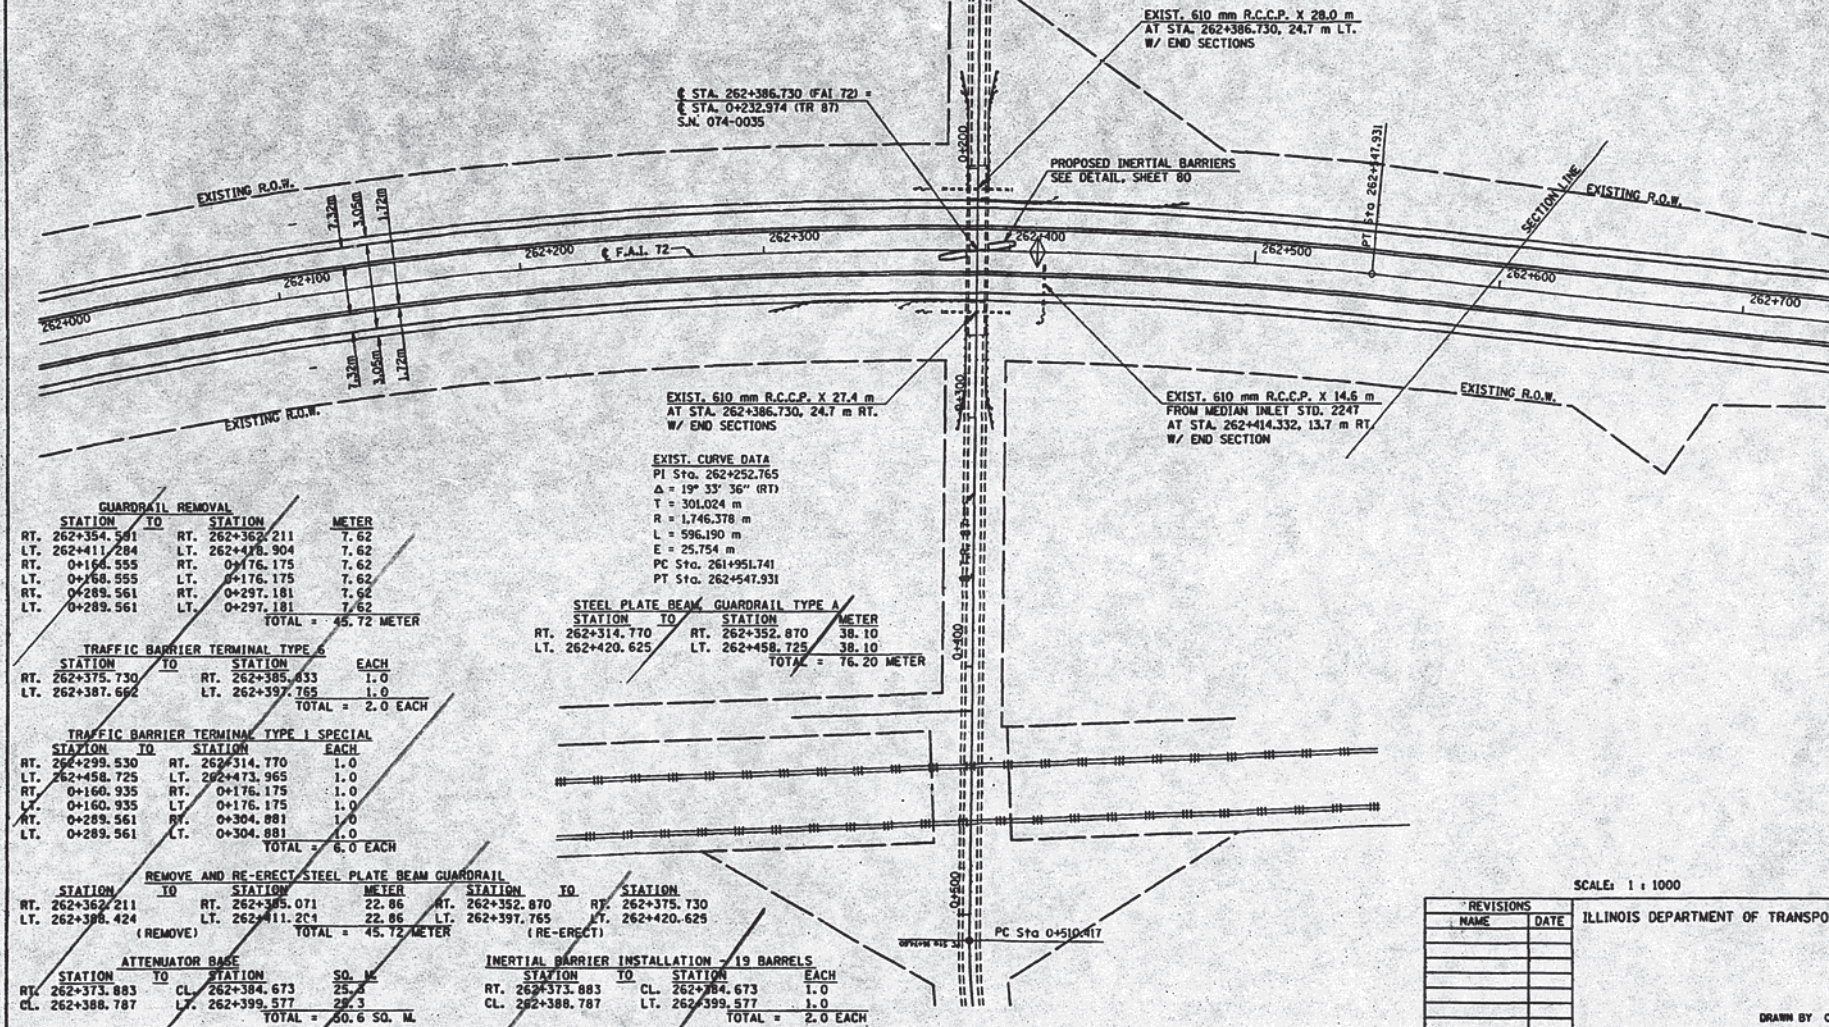 EXIST. 610 mm R.C.C.P. X 28.0 m
AT STA. 262+386.730, 24.7 m LT.
W/ END SECTIONS
℄ STA. 262+386.730 (FAI 72) =
℄ STA. 0+232.974 (TR 87)
S.N. 074-0035
PROPOSED INERTIAL BARRIERS
SEE DETAIL, SHEET 80
0+200
PT Sta 262+547.931
SECTION LINE
EXISTING R.O.W.
EXISTING R.O.W.
7.32m
3.05m
1.72m
262+000
262+100
262+200
℄ F.A.I. 72
262+300
262+400
262+500
262+600
262+700
7.32m
3.05m
1.72m
EXISTING R.O.W.
EXISTING R.O.W.
EXIST. 610 mm R.C.C.P. X 27.4 m
AT STA. 262+386.730, 24.7 m RT.
W/ END SECTIONS
0+300
EXIST. 610 mm R.C.C.P. X 14.6 m
FROM MEDIAN INLET STD. 2247
AT STA. 262+414.332, 13.7 m RT.
W/ END SECTION
EXIST. CURVE DATA
PI Sta. 262+252.765
Δ = 19° 33' 36" (RT)
T = 301.024 m
R = 1,746.378 m
L = 596.190 m
E = 25.754 m
PC Sta. 261+951.741
PT Sta. 262+547.931
GUARDRAIL REMOVAL
STATION TO STATION METER
RT. 262+354.591 RT. 262+362.211 7.62
LT. 262+411.284 LT. 262+418.904 7.62
RT. 0+168.555 RT. 0+176.175 7.62
LT. 0+168.555 LT. 0+176.175 7.62
RT. 0+289.561 RT. 0+297.181 7.62
LT. 0+289.561 LT. 0+297.181 7.62
TOTAL = 45.72 METER
STEEL PLATE BEAM GUARDRAIL TYPE A
STATION TO STATION METER
RT. 262+314.770 RT. 262+352.870 38.10
LT. 262+420.625 LT. 262+458.725 38.10
TOTAL = 76.20 METER
0+400
TRAFFIC BARRIER TERMINAL TYPE 6
STATION TO STATION EACH
RT. 262+375.730 RT. 262+385.833 1.0
LT. 262+387.662 LT. 262+397.765 1.0
TOTAL = 2.0 EACH
TRAFFIC BARRIER TERMINAL TYPE 1 SPECIAL
STATION TO STATION EACH
RT. 262+299.530 RT. 262+314.770 1.0
LT. 262+458.725 LT. 262+473.965 1.0
RT. 0+160.935 RT. 0+176.175 1.0
LT. 0+160.935 LT. 0+176.175 1.0
RT. 0+289.561 RT. 0+304.881 1.0
LT. 0+289.561 LT. 0+304.881 1.0
TOTAL = 6.0 EACH
REMOVE AND RE-ERECT STEEL PLATE BEAM GUARDRAIL
STATION TO STATION METER STATION TO STATION
RT. 262+362.211 RT. 262+385.071 22.86 RT. 262+352.870 RT. 262+375.730
LT. 262+388.424 LT. 262+411.284 22.86 LT. 262+397.765 LT. 262+420.625
(REMOVE) TOTAL = 45.72 METER (RE-ERECT)
0+500
PC Sta 0+510.417
ATTENUATOR BASE
STATION TO STATION SQ. M.
RT. 262+373.883 CL. 262+384.673 25.3
CL. 262+388.787 LT. 262+399.577 25.3
TOTAL = 50.6 SQ. M.
INERTIAL BARRIER INSTALLATION - 19 BARRELS
STATION TO STATION EACH
RT. 262+373.883 CL. 262+384.673 1.0
CL. 262+388.787 LT. 262+399.577 1.0
TOTAL = 2.0 EACH
SCALE: 1 : 1000
REVISIONS
NAME DATE
ILLINOIS DEPARTMENT OF TRANSPO
DRAWN BY